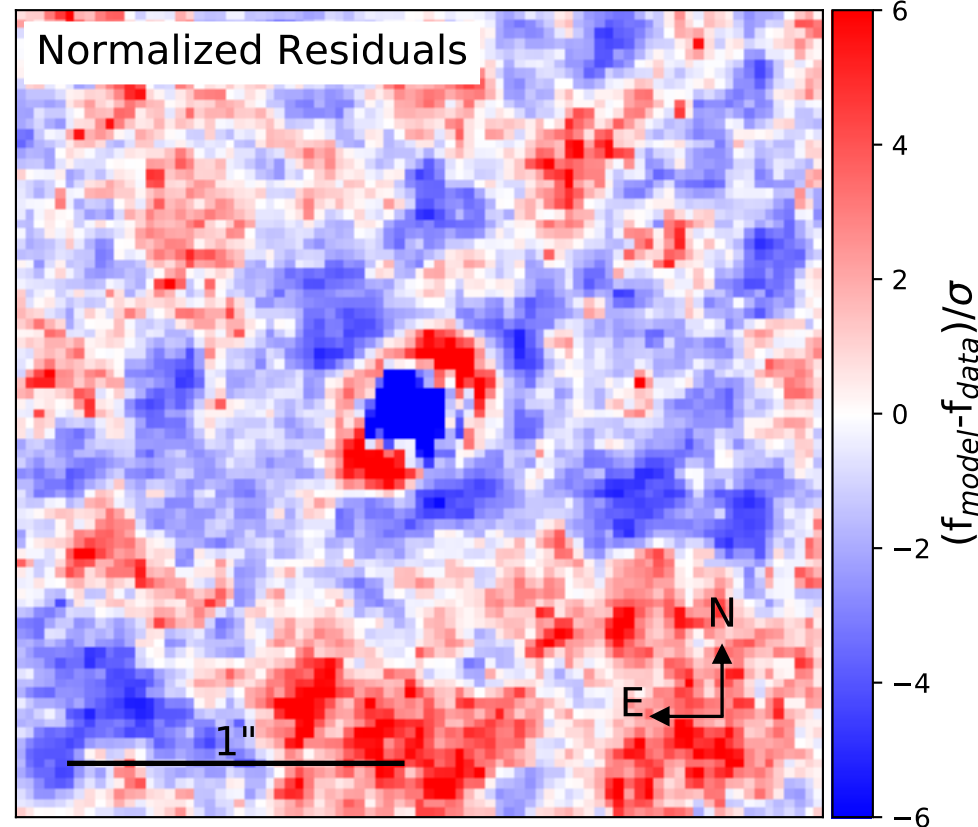 Normalized Residuals
6
4
2
0
−2
−4
−6
(f_model-f_data)/σ
N
E
1"